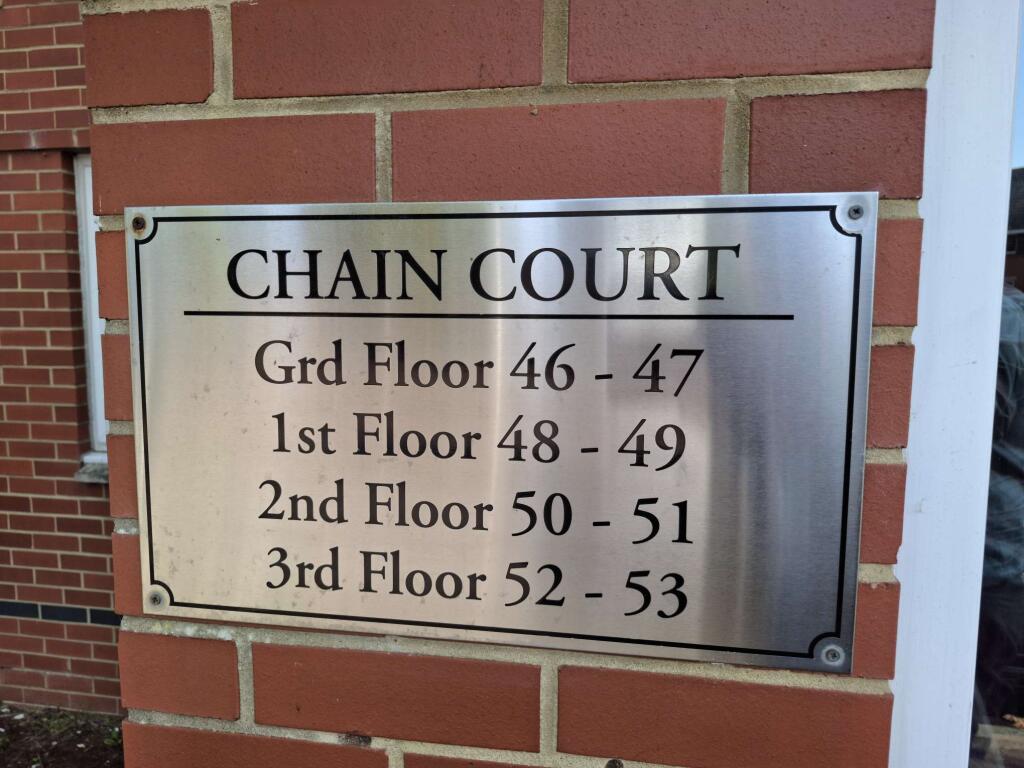 CHAIN COURT
Grd Floor 46 - 47
1st Floor 48 - 49
2nd Floor 50 - 51
3rd Floor 52 - 53